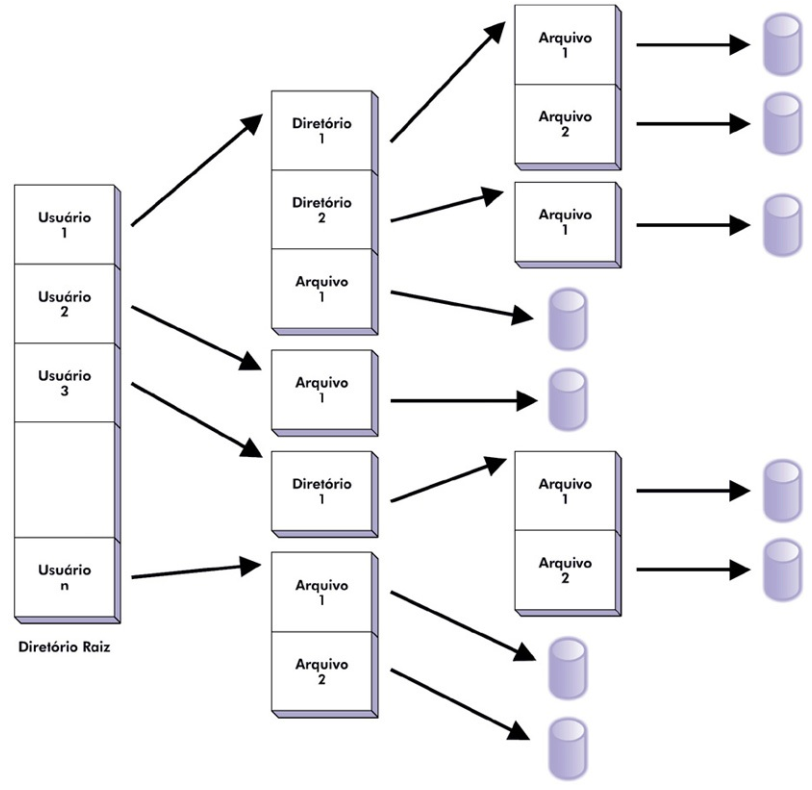 Usuário
1
Usuário
2
Usuário
3
Usuário
n
Diretório Raiz
Diretório
1
Diretório
2
Arquivo
1
Arquivo
1
Diretório
1
Arquivo
1
Arquivo
2
Arquivo
1
Arquivo
2
Arquivo
1
Arquivo
1
Arquivo
2